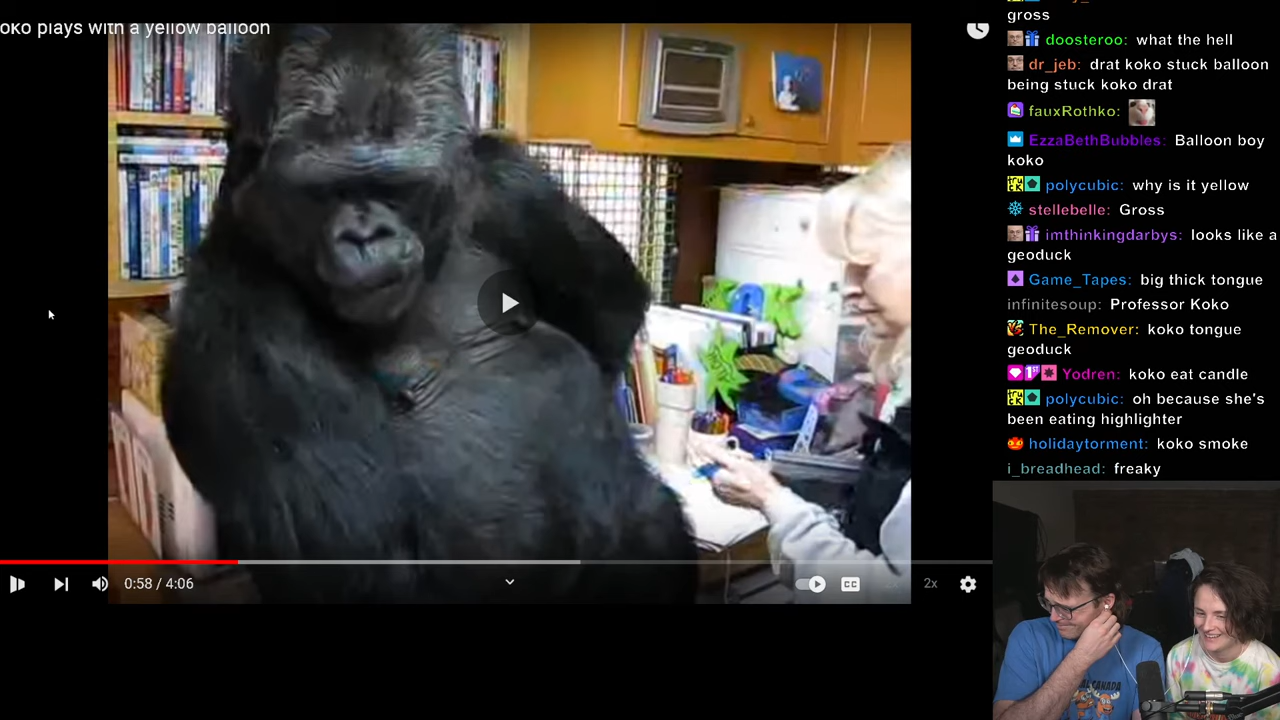 oko plays with a yellow balloon
0:58 / 4:06
CC
2x
gross
doosteroo: what the hell
dr_jeb: drat koko stuck balloon
being stuck koko drat
fauxRothko:
EzzaBethBubbles: Balloon boy
koko
polycubic: why is it yellow
stellebelle: Gross
imthinkingdarbys: looks like a
geoduck
Game_Tapes: big thick tongue
infinitesoup: Professor Koko
The_Remover: koko tongue
geoduck
Yodren: koko eat candle
polycubic: oh because she's
been eating highlighter
holidaytorment: koko smoke
i_breadhead: freaky